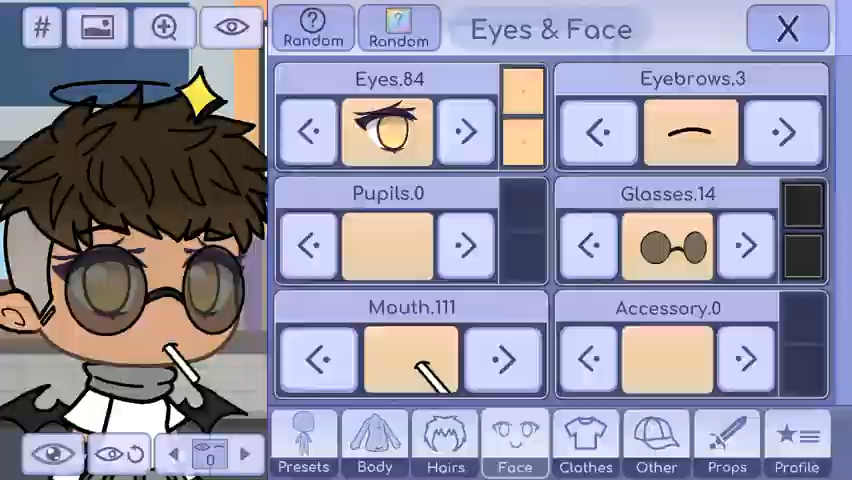 #
?
Random
?
Random
Eyes & Face
X
Eyes.84
Eyebrows.3
Pupils.0
Glasses.14
Mouth.111
Accessory.0
0
Presets
Body
Hairs
Face
Clothes
Other
Props
Profile